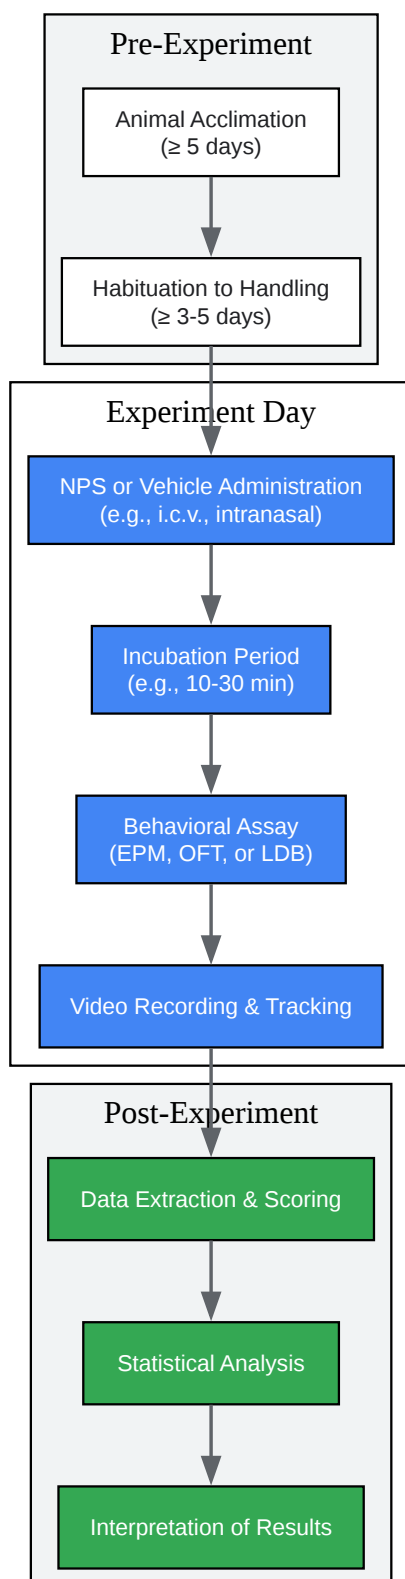 Pre-Experiment
Animal Acclimation
(≥ 5 days)
Habituation to Handling
(≥ 3-5 days)
Experiment Day
NPS or Vehicle Administration
(e.g., i.c.v., intranasal)
Incubation Period
(e.g., 10-30 min)
Behavioral Assay
(EPM, OFT, or LDB)
Video Recording & Tracking
Post-Experiment
Data Extraction & Scoring
Statistical Analysis
Interpretation of Results